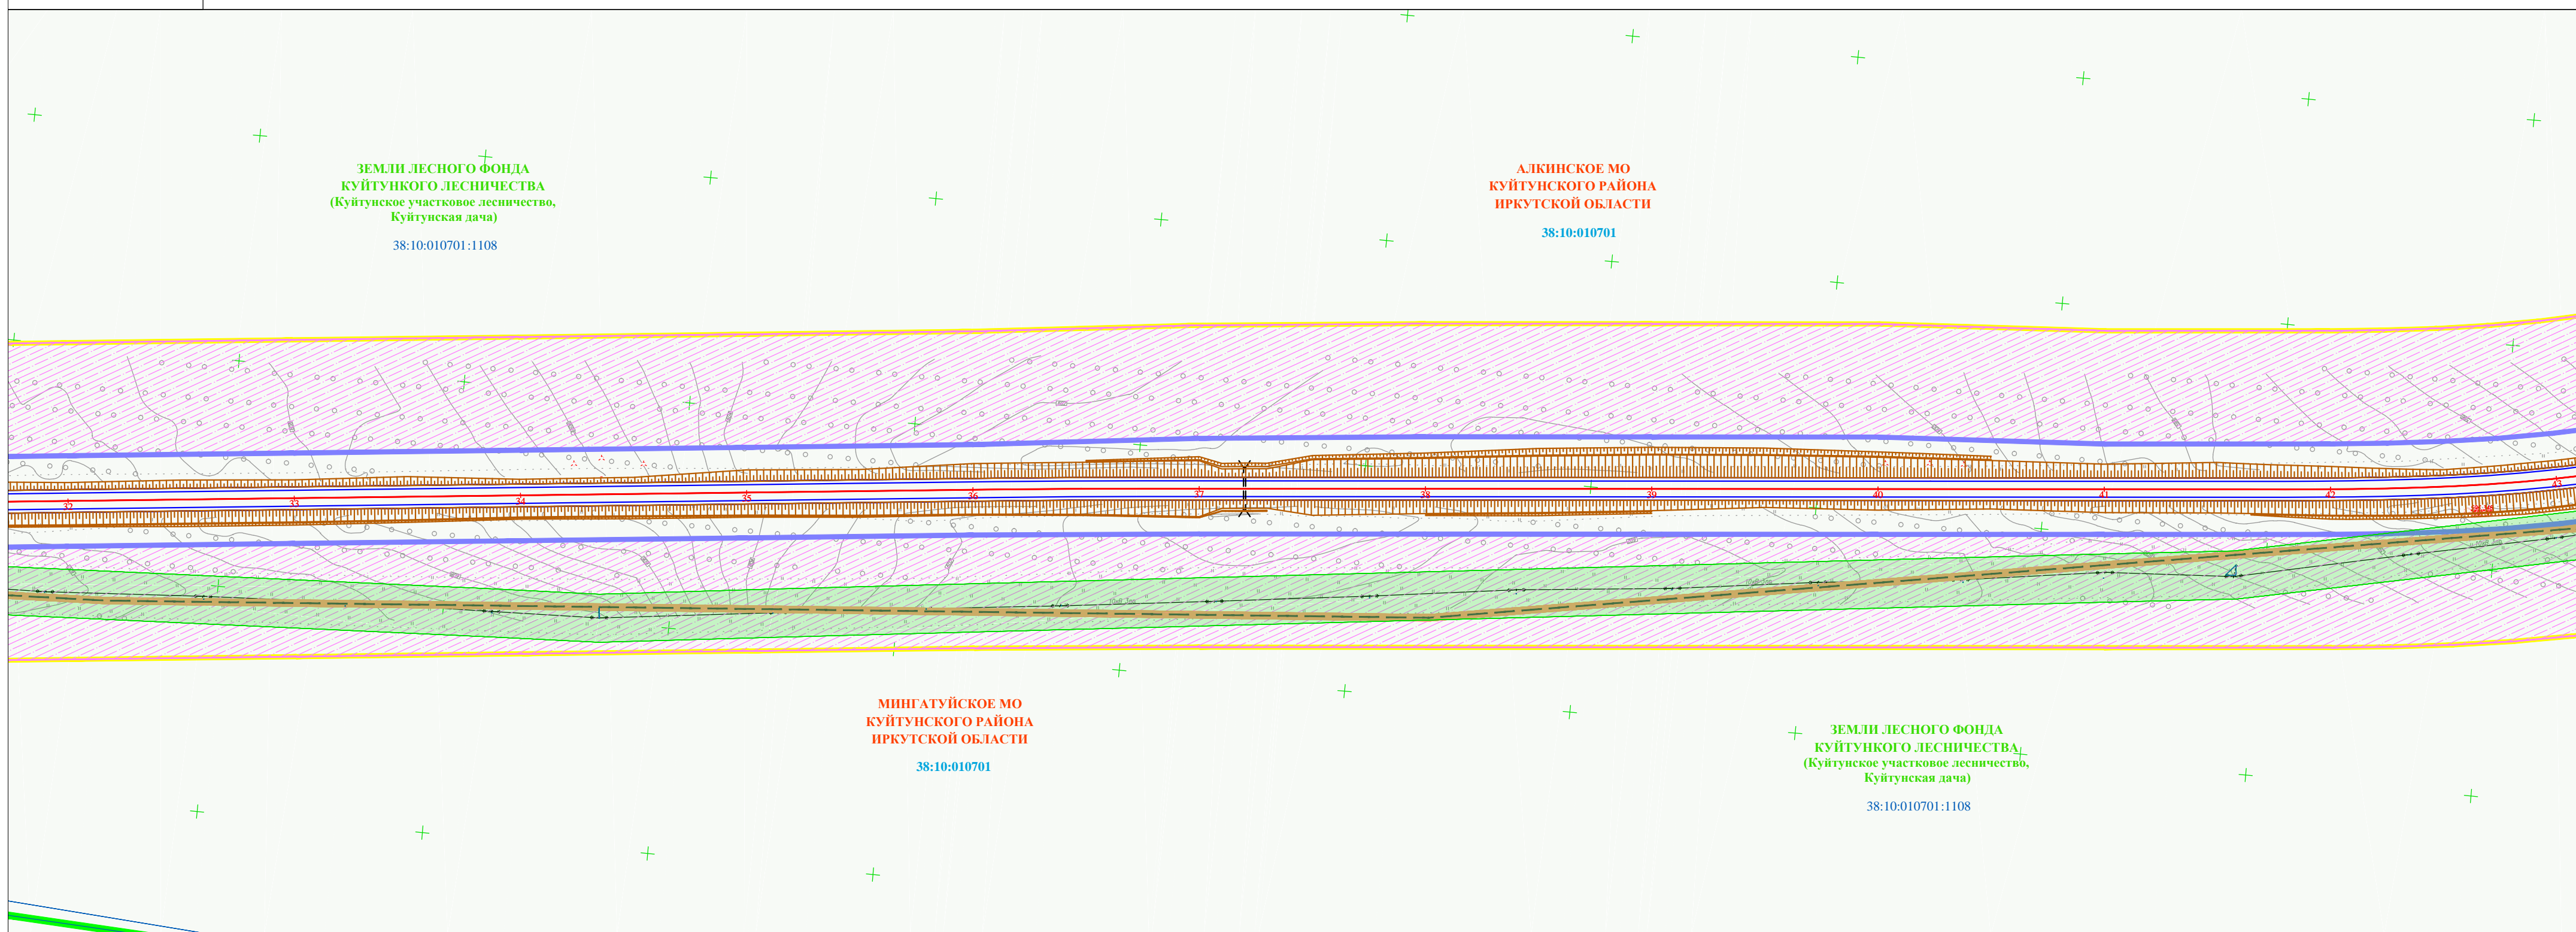 ЗЕМЛИ ЛЕСНОГО ФОНДА
КУЙТУНКОГО ЛЕСНИЧЕСТВА
(Куйтунское участковое лесничество,
Куйтунская дача)
38:10:010701:1108
АЛКИНСКОЕ МО
КУЙТУНСКОГО РАЙОНА
ИРКУТСКОЙ ОБЛАСТИ
38:10:010701
32 33 34 35 36 37 38 39 40 41 42 43
МИНГАТУЙСКОЕ МО
КУЙТУНСКОГО РАЙОНА
ИРКУТСКОЙ ОБЛАСТИ
38:10:010701
ЗЕМЛИ ЛЕСНОГО ФОНДА
КУЙТУНКОГО ЛЕСНИЧЕСТВА
(Куйтунское участковое лесничество,
Куйтунская дача)
38:10:010701:1108